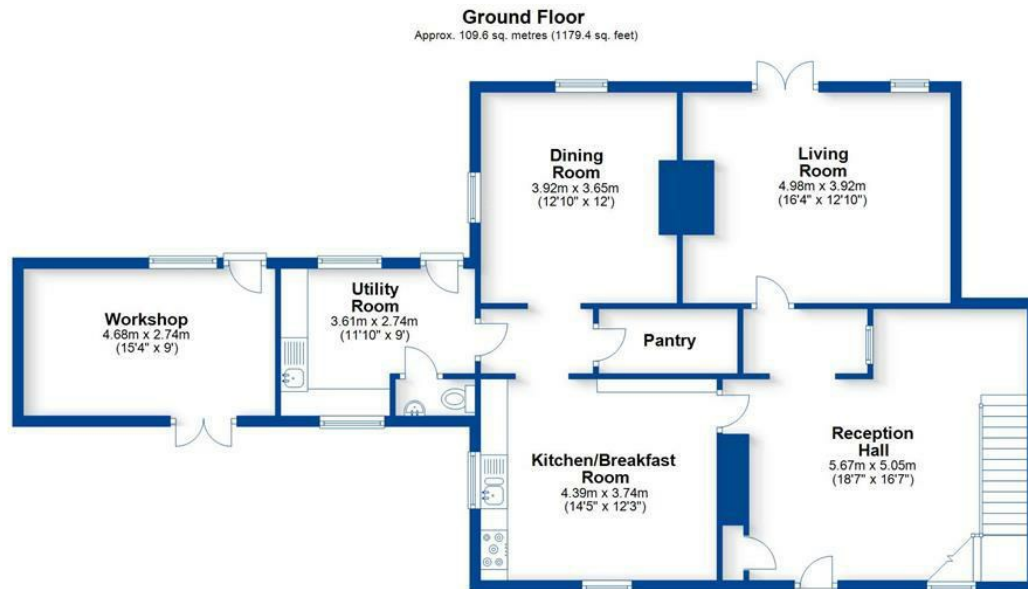 Ground Floor
Approx. 109.6 sq. metres (1179.4 sq. feet)
Dining
Room
3.92m x 3.65m
(12'10" x 12')
Living
Room
4.98m x 3.92m
(16'4" x 12'10")
Workshop
4.68m x 2.74m
(15'4" x 9')
Utility
Room
3.61m x 2.74m
(11'10" x 9')
Pantry
Kitchen/Breakfast
Room
4.39m x 3.74m
(14'5" x 12'3")
Reception
Hall
5.67m x 5.05m
(18'7" x 16'7")